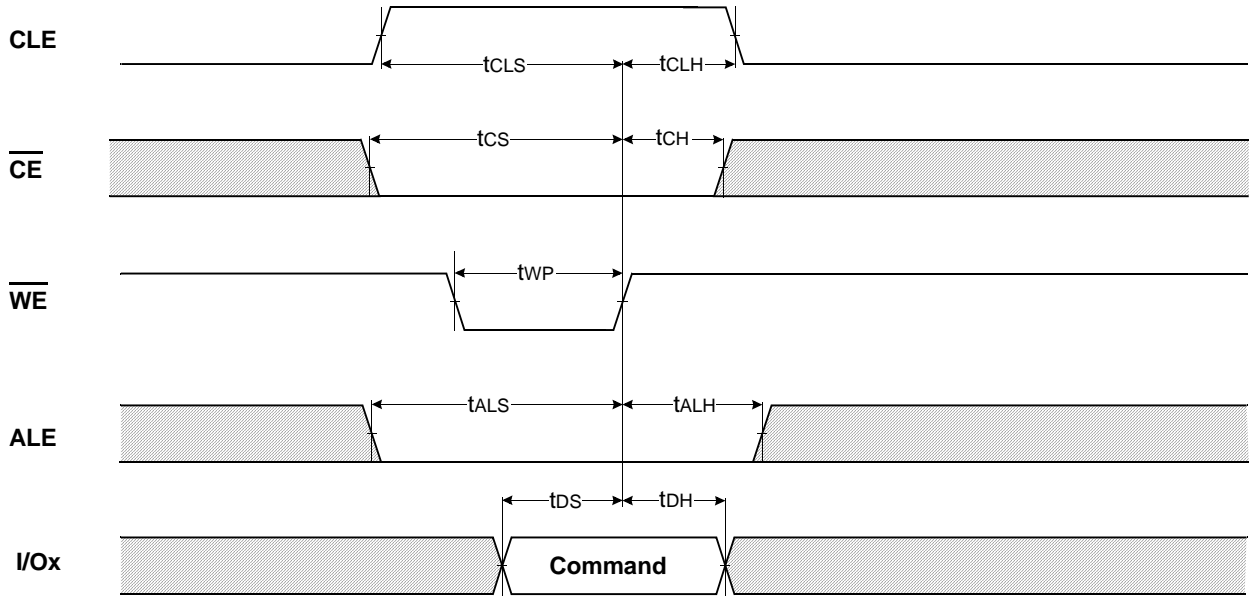 CLE
tCLS
tCLH
CE
tCS
tCH
WE
tWP
ALE
tALS
tALH
tDS
tDH
I/Ox
Command